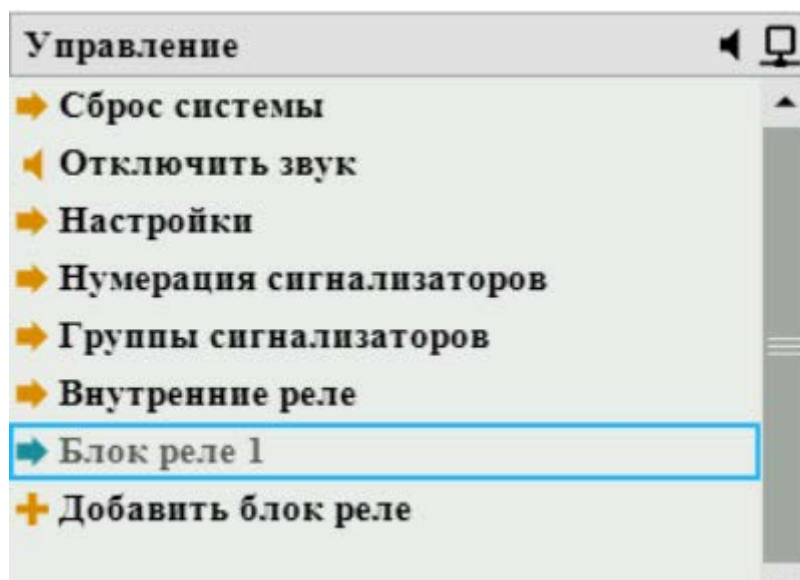 Управление
Сброс системы
Отключить звук
Настройки
Нумерация сигнализаторов
Группы сигнализаторов
Внутренние реле
Блок реле 1
Добавить блок реле